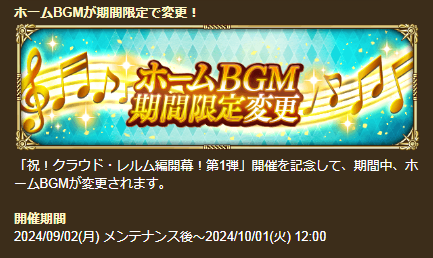 ホームBGMが期間限定で変更！
ホームBGM
期間限定変更
「祝！クラウド・レルム編開幕！第1弾」開催を記念して、期間中、ホ
ームBGMが変更されます。
開催期間
2024/09/02(月) メンテナンス後～2024/10/01(火) 12:00